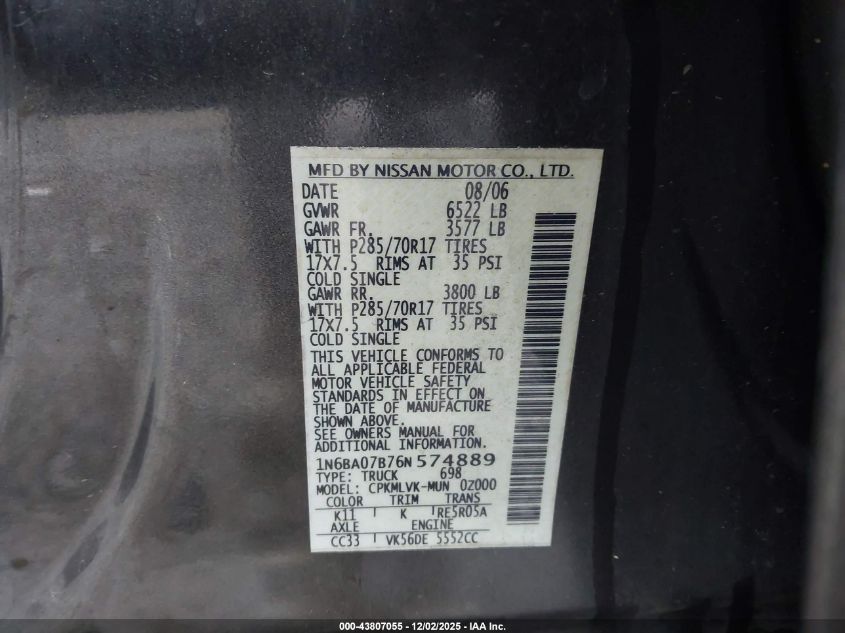 MFD BY NISSAN MOTOR CO., LTD.
DATE 08/06
GVWR 6522 LB
GAWR FR. 3577 LB
WITH P285/70R17 TIRES
17X7.5 RIMS AT 35 PSI
COLD SINGLE
GAWR RR. 3800 LB
WITH P285/70R17 TIRES
17X7.5 RIMS AT 35 PSI
COLD SINGLE
THIS VEHICLE CONFORMS TO
ALL APPLICABLE FEDERAL
MOTOR VEHICLE SAFETY
STANDARDS IN EFFECT ON
THE DATE OF MANUFACTURE
SHOWN ABOVE.
SEE OWNERS MANUAL FOR
ADDITIONAL INFORMATION.
1N6BA07B76N574889
TYPE: TRUCK 698
MODEL: CPKMLVK-MUN 0Z000
COLOR TRIM TRANS
K11 K RE5R05A
AXLE ENGINE
CC33 VK56DE 5552CC
000-43807055 - 12/02/2025 - IAA Inc.